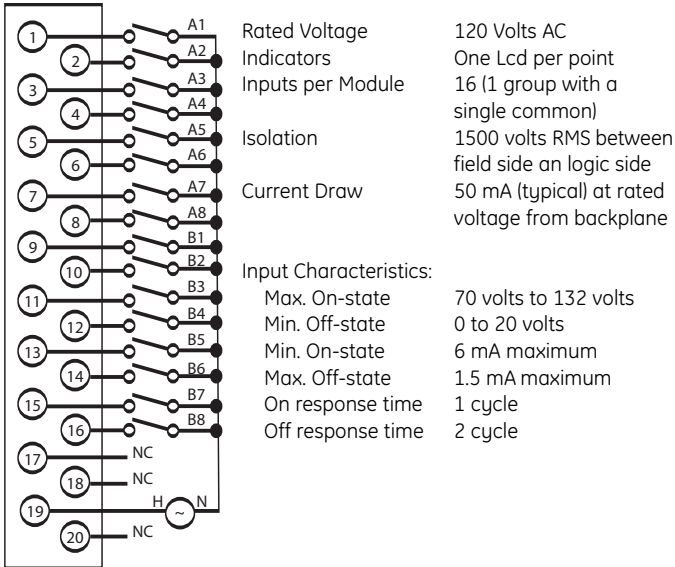 1 A1
2 A2
3 A3
4 A4
5 A5
6 A6
7 A7
8 A8
9 B1
10 B2
11 B3
12 B4
13 B5
14 B6
15 B7
16 B8
17 NC
18 NC
19 H ~ N
20 NC
Rated Voltage 120 Volts AC
Indicators One Lcd per point
Inputs per Module 16 (1 group with a
single common)
Isolation 1500 volts RMS between
field side an logic side
Current Draw 50 mA (typical) at rated
voltage from backplane
Input Characteristics:
Max. On-state 70 volts to 132 volts
Min. Off-state 0 to 20 volts
Min. On-state 6 mA maximum
Max. Off-state 1.5 mA maximum
On response time 1 cycle
Off response time 2 cycle